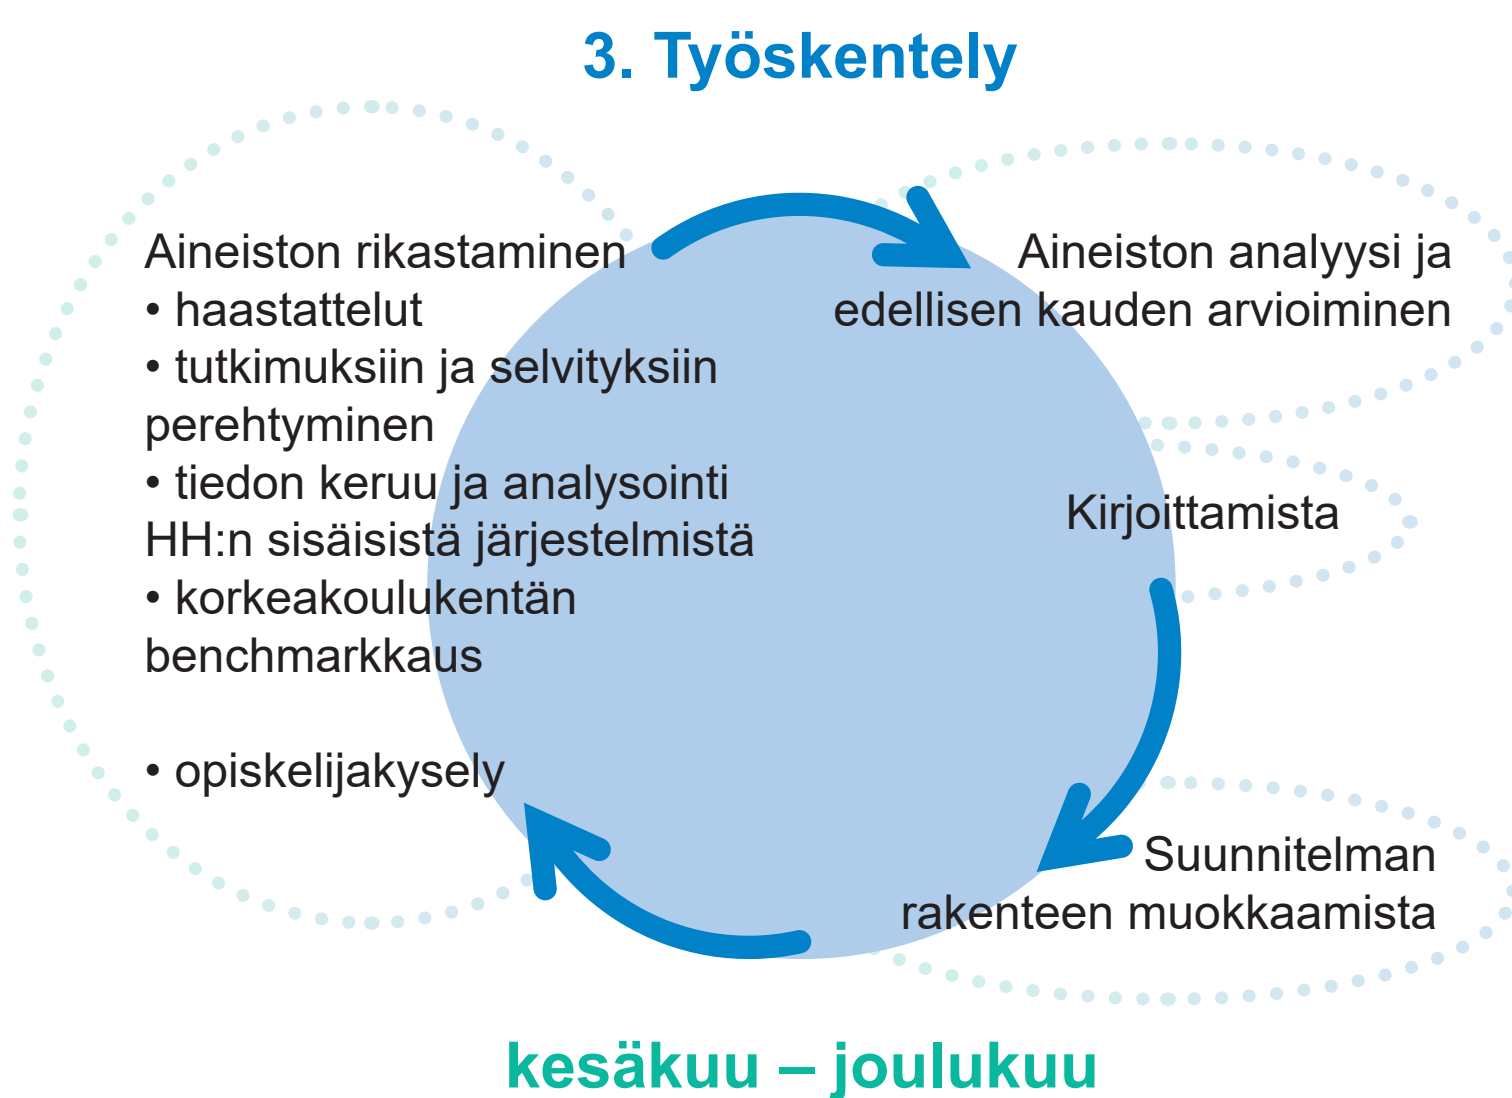 3. Työskentely
Aineiston rikastaminen
• haastattelut
• tutkimuksiin ja selvityksiin
perehtyminen
• tiedon keruu ja analysointi
HH:n sisäisistä järjestelmistä
• korkeakoulukentän
benchmarkkaus
• opiskelijakysely
Aineiston analyysi ja
edellisen kauden arvioiminen
Kirjoittamista
Suunnitelman
rakenteen muokkaamista
kesäkuu – joulukuu